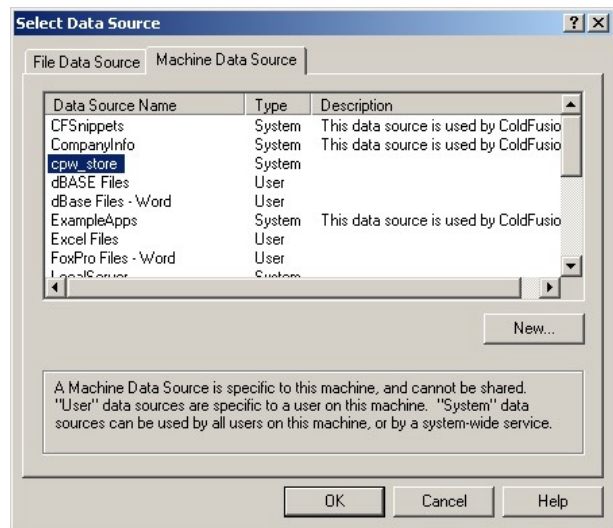 Select Data Source
File Data Source Machine Data Source
Data Source Name Type Description
CFSnippets System This data source is used by ColdFusio
CompanyInfo System This data source is used by ColdFusio
cpw_store System
dBASE Files User
dBase Files - Word User
ExampleApps System This data source is used by ColdFusio
Excel Files User
FoxPro Files - Word User
LocalServer System
New...
A Machine Data Source is specific to this machine, and cannot be shared.
"User" data sources are specific to a user on this machine. "System" data
sources can be used by all users on this machine, or by a system-wide service.
OK Cancel Help